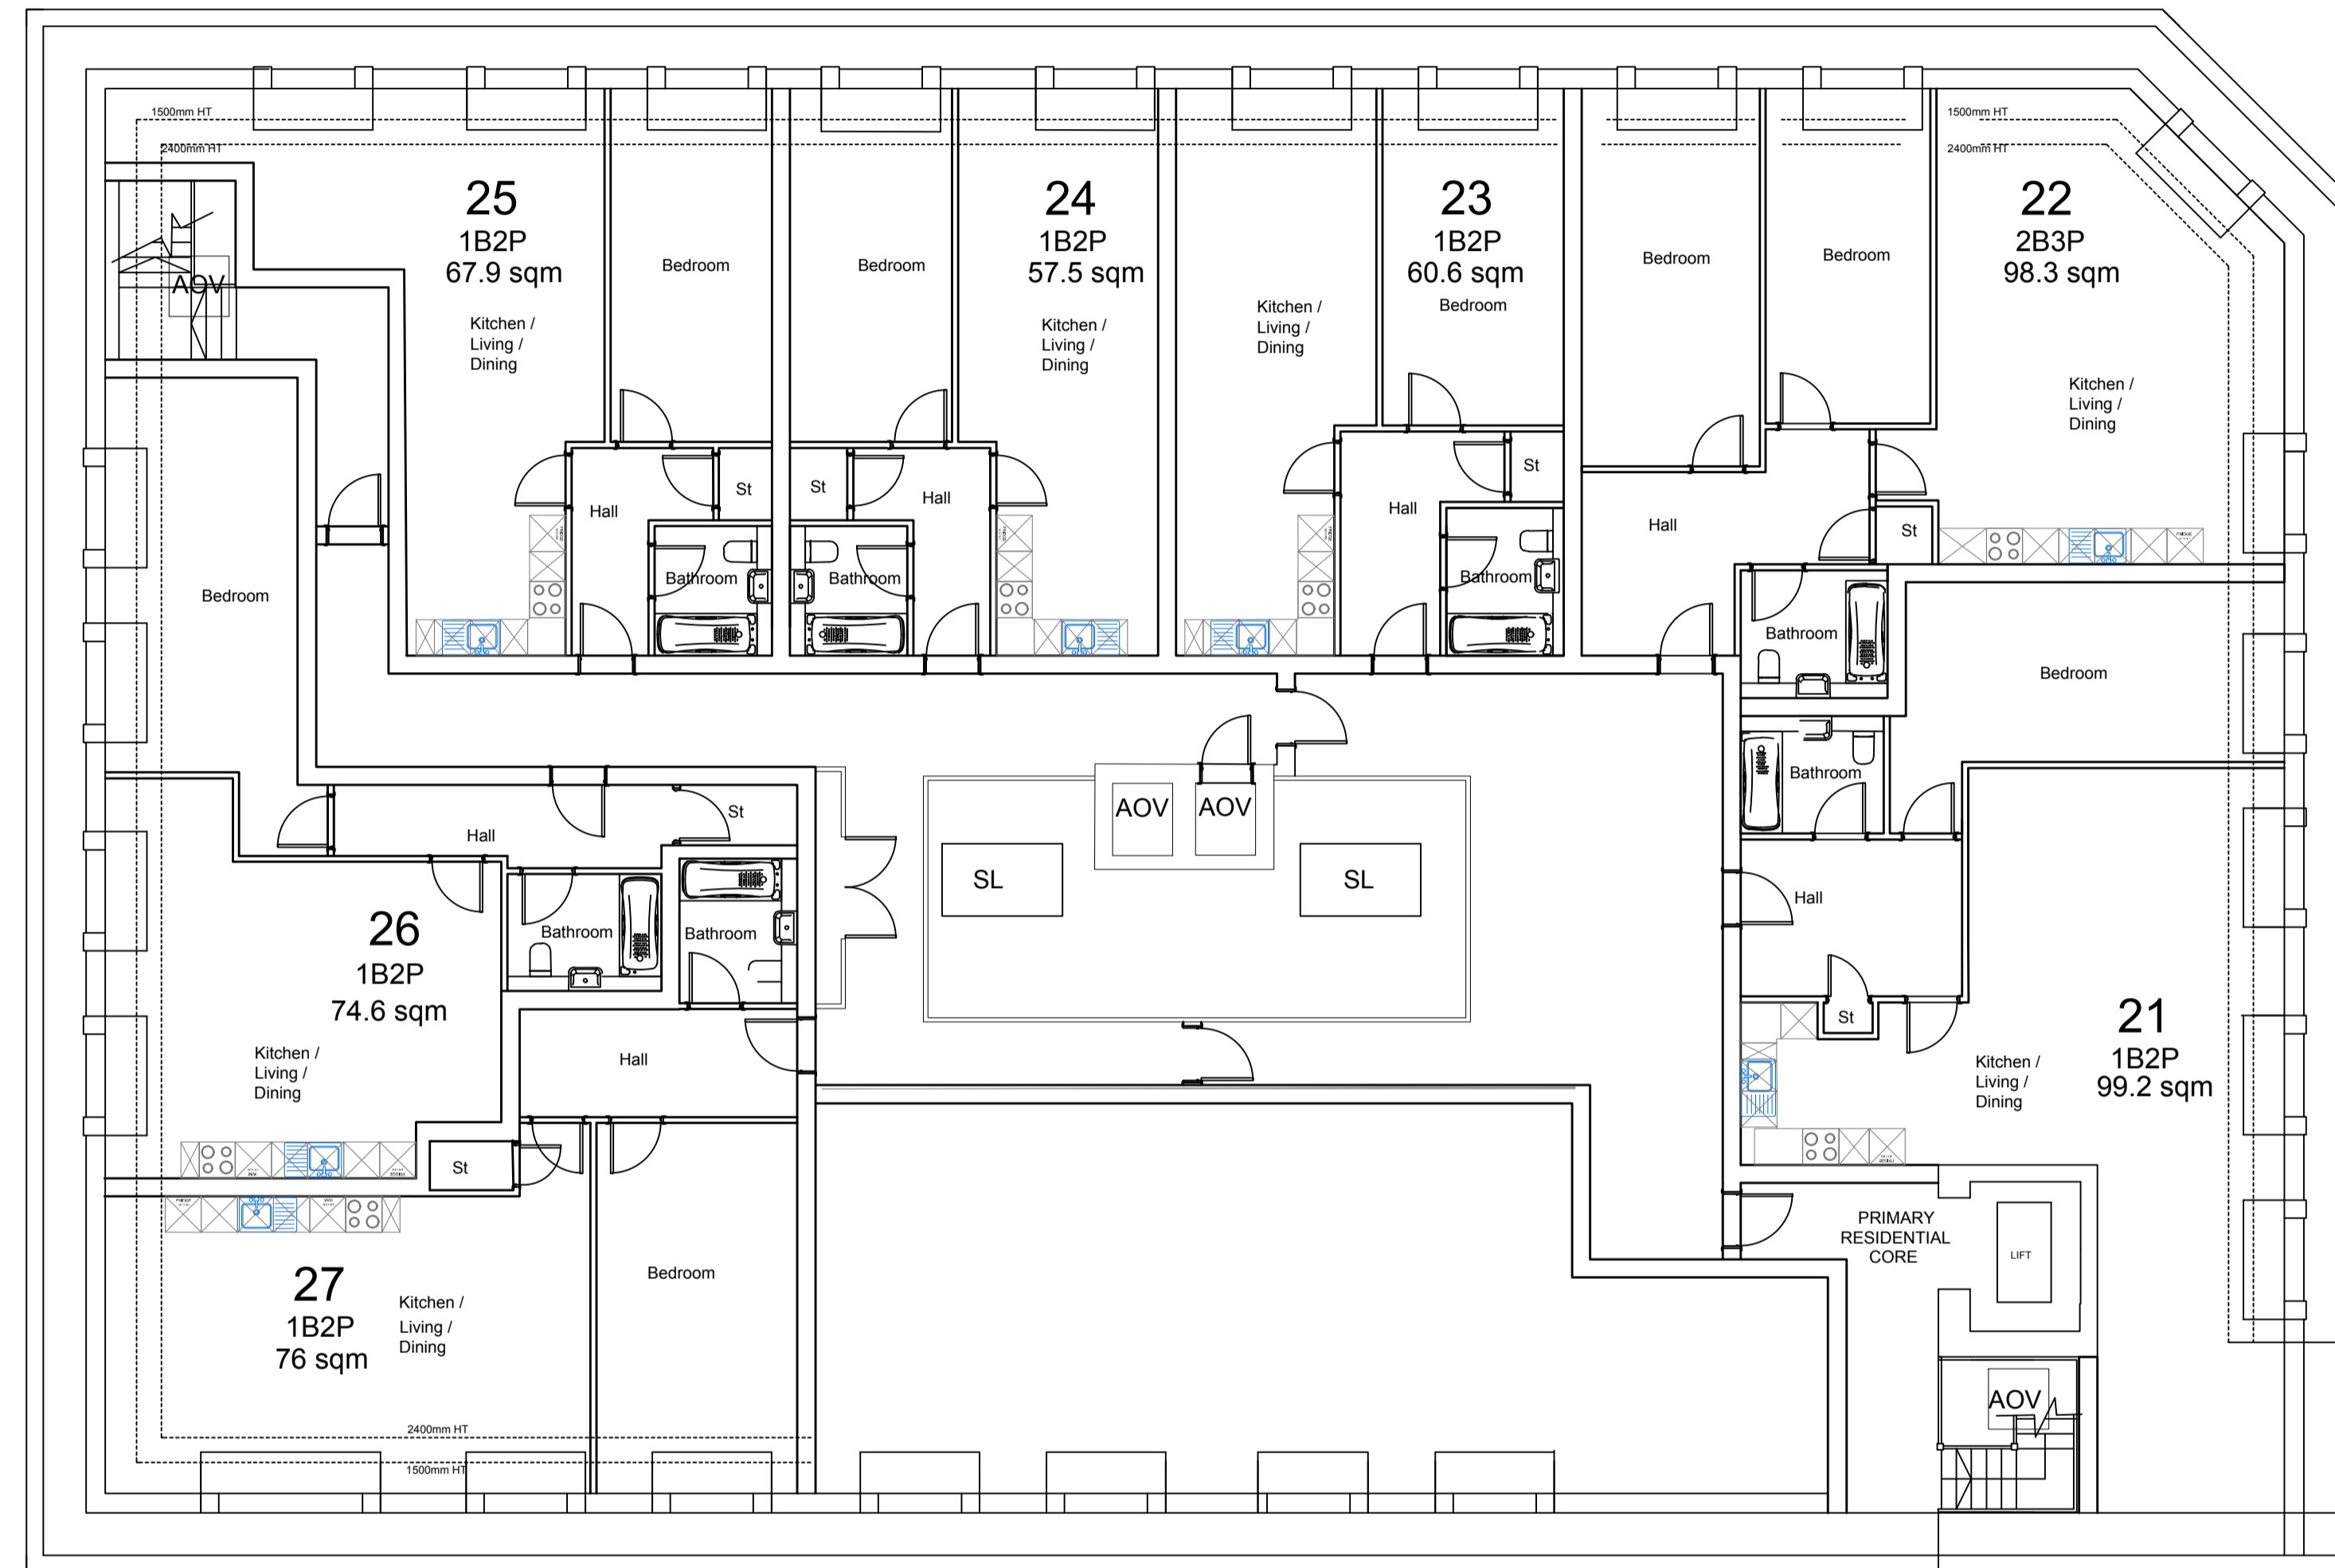 1500mm HT
2400mm HT
1500mm HT
2400mm HT
25
1B2P
67.9 sqm
Kitchen /
Living /
Dining
Bedroom
Bedroom
24
1B2P
57.5 sqm
Kitchen /
Living /
Dining
Kitchen /
Living /
Dining
23
1B2P
60.6 sqm
Bedroom
Bedroom
Bedroom
22
2B3P
98.3 sqm
Kitchen /
Living /
Dining
AOV
Hall
St
St
Hall
Hall
St
Hall
St
Bathroom
Bathroom
Bathroom
Bathroom
Bedroom
Bedroom
Bathroom
Hall
St
AOV
AOV
SL
SL
Hall
26
1B2P
74.6 sqm
Kitchen /
Living /
Dining
Bathroom
Bathroom
Hall
St
St
21
1B2P
99.2 sqm
Kitchen /
Living /
Dining
27
1B2P
76 sqm
Kitchen /
Living /
Dining
Bedroom
PRIMARY
RESIDENTIAL
CORE
LIFT
AOV
2400mm HT
1500mm HT